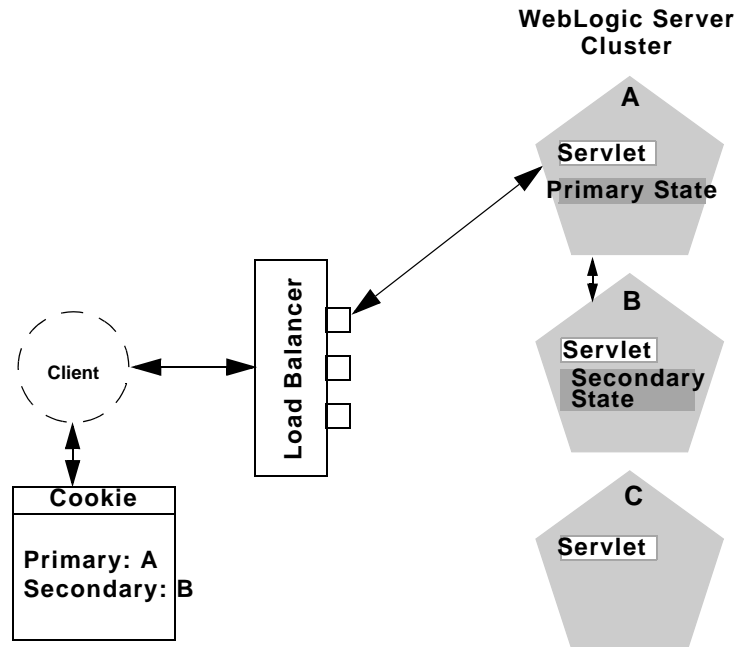 WebLogic Server
Cluster
A
Servlet
Primary State
B
Servlet
Secondary
State
C
Servlet
Load Balancer
Client
Cookie
Primary: A
Secondary: B